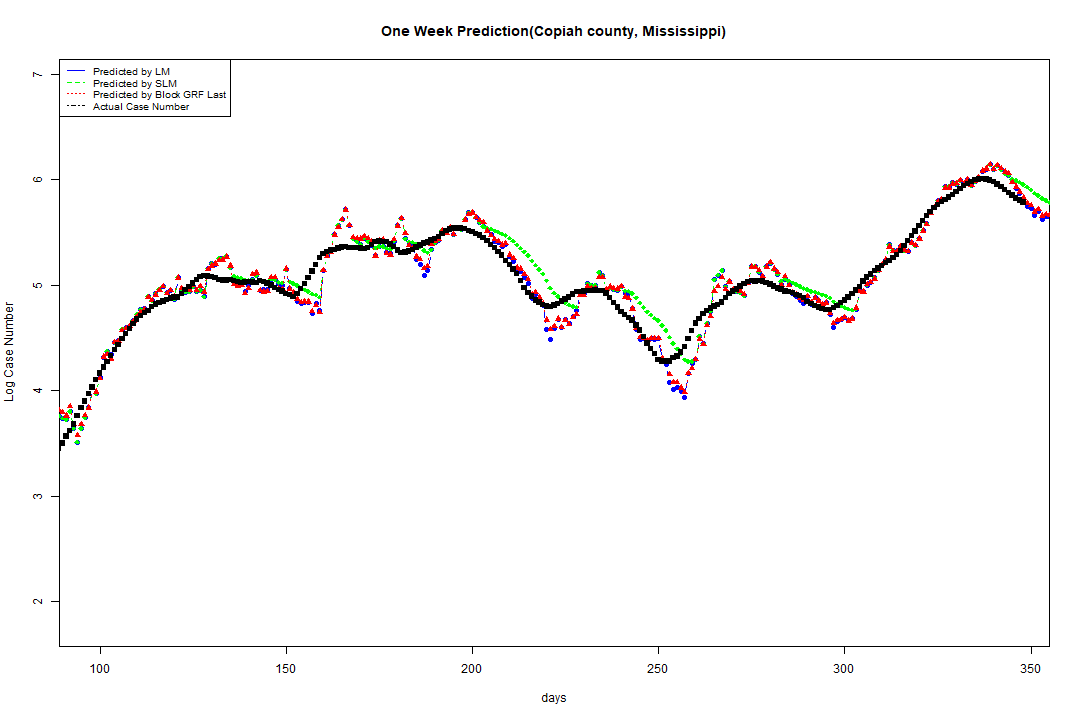 One Week Prediction(Copiah county, Mississippi)
Predicted by LM
Predicted by SLM
Predicted by Block GRF Last
Actual Case Number
7
6
5
4
3
2
Log Case Number
100 150 200 250 300 350
days